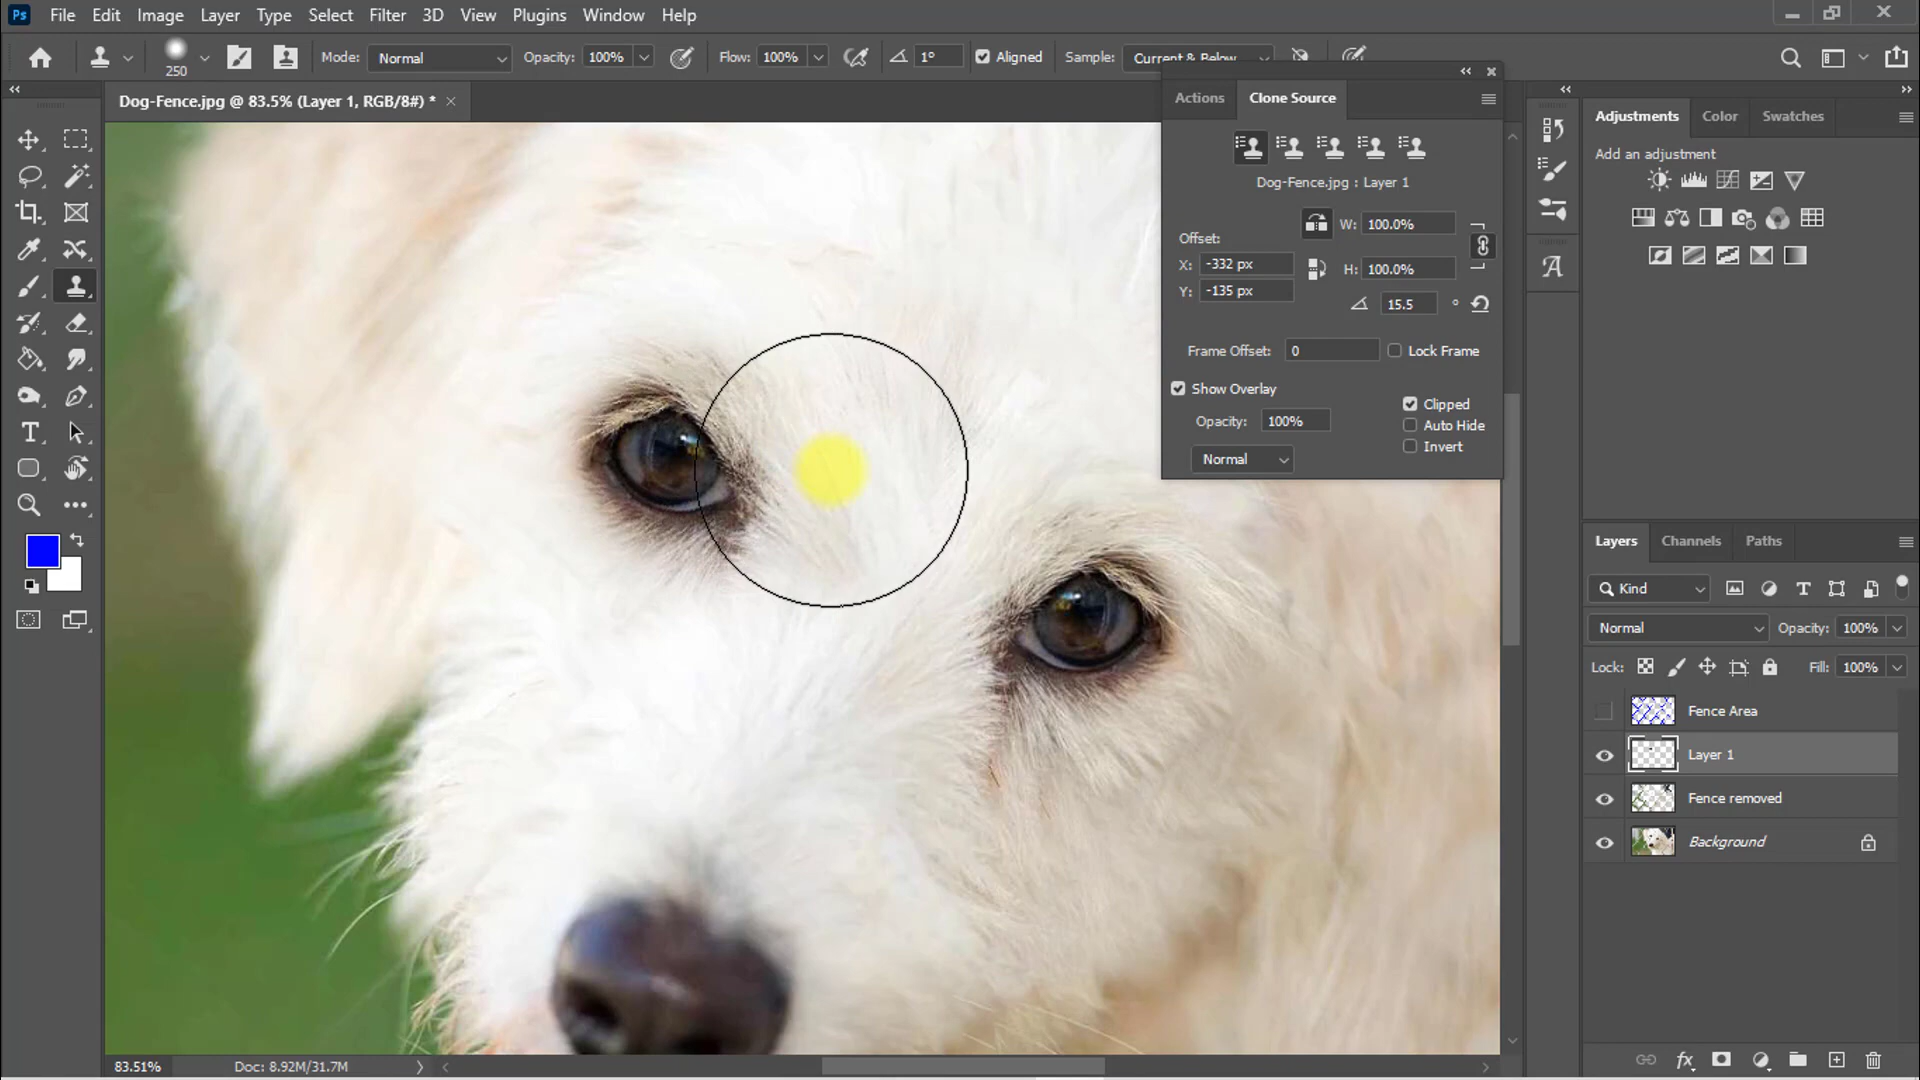 Ps File Edit Image Layer Type Select Filter 3D View Plugins Window Help
250 Mode: Normal Opacity: 100% Flow: 100% 1° Aligned Sample: Current & Below
Dog-Fence.jpg @ 83.5% (Layer 1, RGB/8#) *
Actions Clone Source
Dog-Fence.jpg : Layer 1
W: 100.0%
Offset:
X: -332 px
H: 100.0%
Y: -135 px
15.5 °
Frame Offset: 0 Lock Frame
Show Overlay
Clipped
Opacity: 100%
Auto Hide
Invert
Normal
Adjustments Color Swatches
Add an adjustment
Layers Channels Paths
Kind
Normal Opacity: 100%
Lock: Fill: 100%
Fence Area
Layer 1
Fence removed
Background
83.51% Doc: 8.92M/31.7M